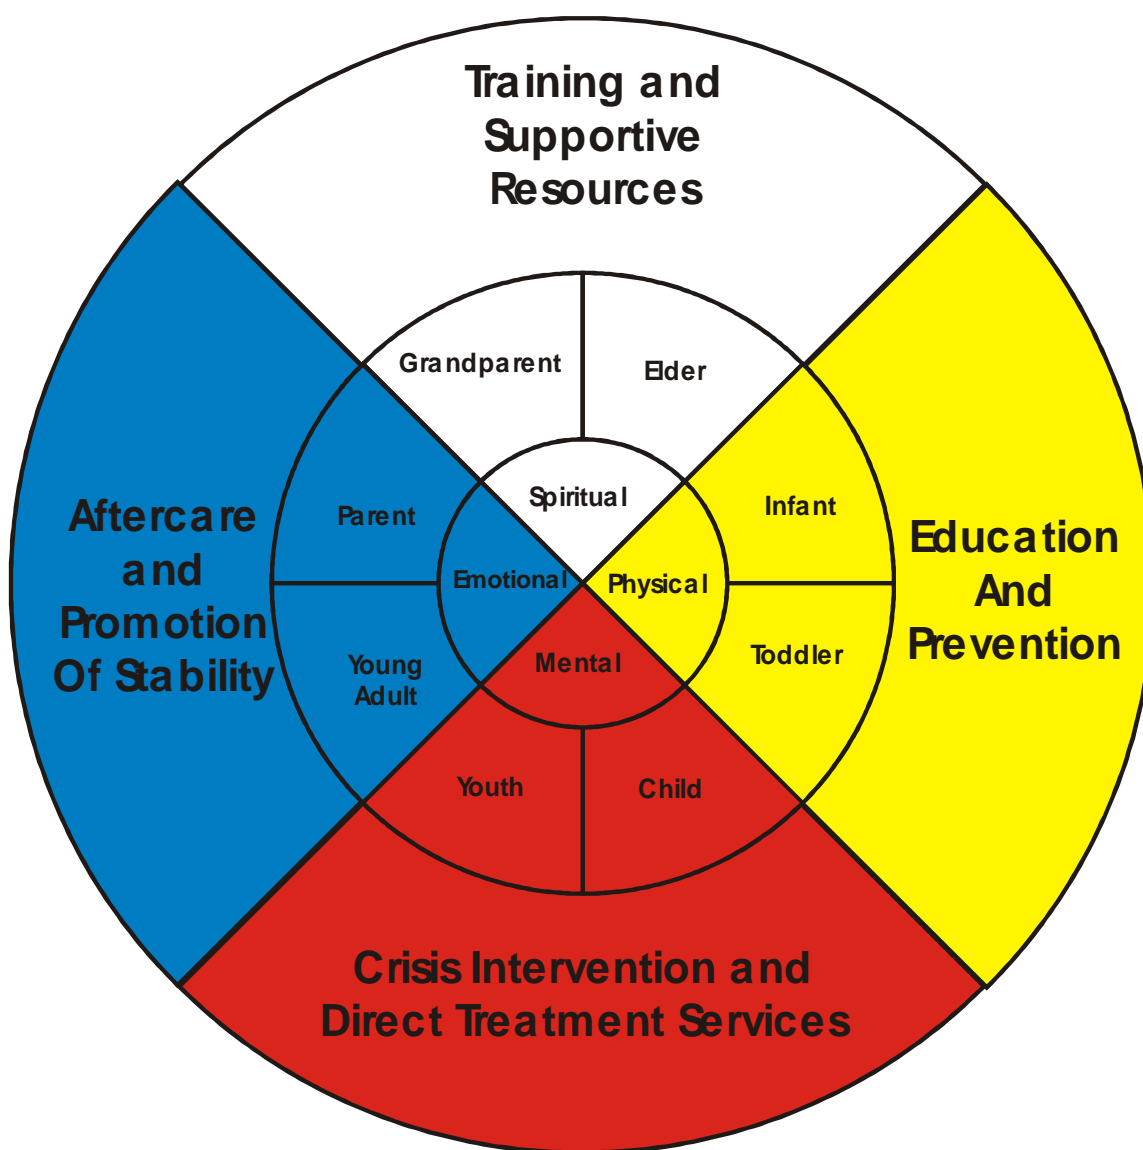 Training and
Supportive
Resources
Grandparent
Elder
Spiritual
Infant
Parent
Aftercare
and
Promotion
Of Stability
Education
And
Prevention
Emotional
Physical
Mental
Toddler
Young
Adult
Youth
Child
Crisis Intervention and
Direct Treatment Services